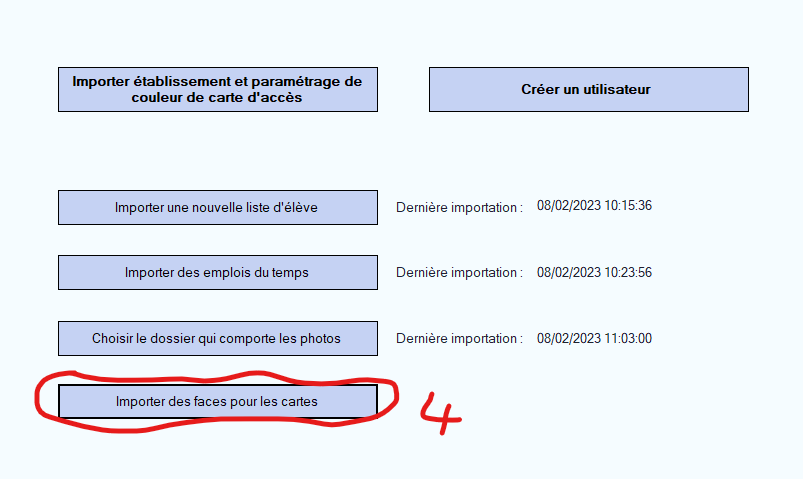 Importer établissement et paramétrage de
couleur de carte d'accès
Créer un utilisateur
Importer une nouvelle liste d'élève
Dernière importation : 08/02/2023 10:15:36
Importer des emplois du temps
Dernière importation : 08/02/2023 10:23:56
Choisir le dossier qui comporte les photos
Dernière importation : 08/02/2023 11:03:00
Importer des faces pour les cartes
4